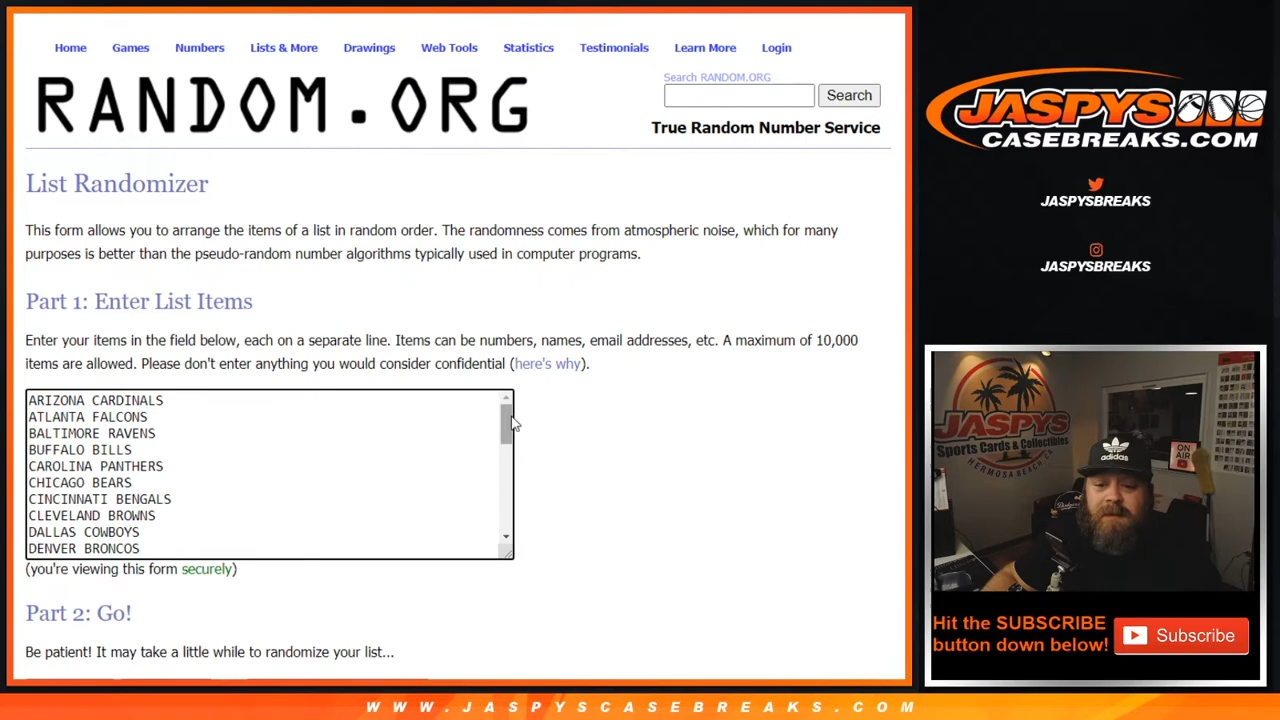 Home Games Numbers Lists & More Drawings Web Tools Statistics Testimonials Learn More Login
RANDOM.ORG
Search RANDOM.ORG
Search
True Random Number Service
List Randomizer
This form allows you to arrange the items of a list in random order. The randomness comes from atmospheric noise, which for many
purposes is better than the pseudo-random number algorithms typically used in computer programs.
Part 1: Enter List Items
Enter your items in the field below, each on a separate line. Items can be numbers, names, email addresses, etc. A maximum of 10,000
items are allowed. Please don't enter anything you would consider confidential (here's why).
ARIZONA CARDINALS
ATLANTA FALCONS
BALTIMORE RAVENS
BUFFALO BILLS
CAROLINA PANTHERS
CHICAGO BEARS
CINCINNATI BENGALS
CLEVELAND BROWNS
DALLAS COWBOYS
DENVER BRONCOS
(you're viewing this form securely)
Part 2: Go!
Be patient! It may take a little while to randomize your list...
JASPYS
CASEBREAKS.COM
JASPYSBREAKS
JASPYSBREAKS
JASPYS
Sports Cards & Collectibles
HERMOSA BEACH, CA
ON AIR
adidas
Dodgers
Hit the SUBSCRIBE
button down below!
Subscribe
WWW.JASPYSCASEBREAKS.COM